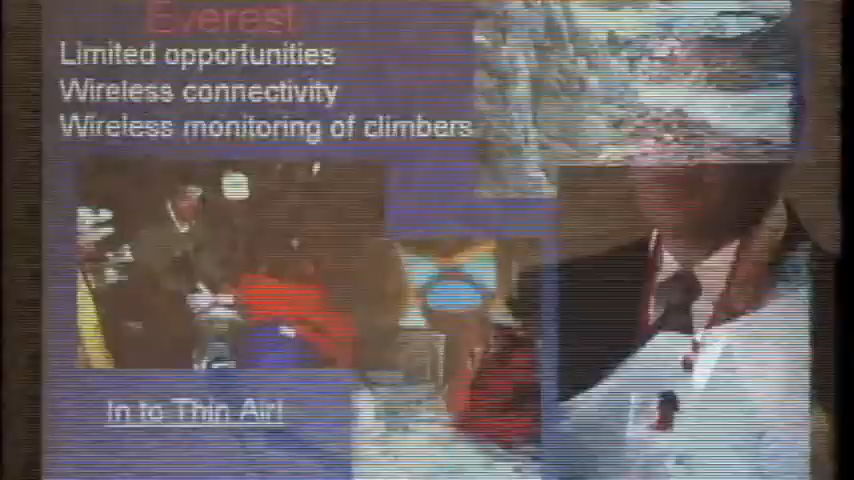 Everest
Limited opportunities
Wireless connectivity
Wireless monitoring of climbers
In to Thin Air!